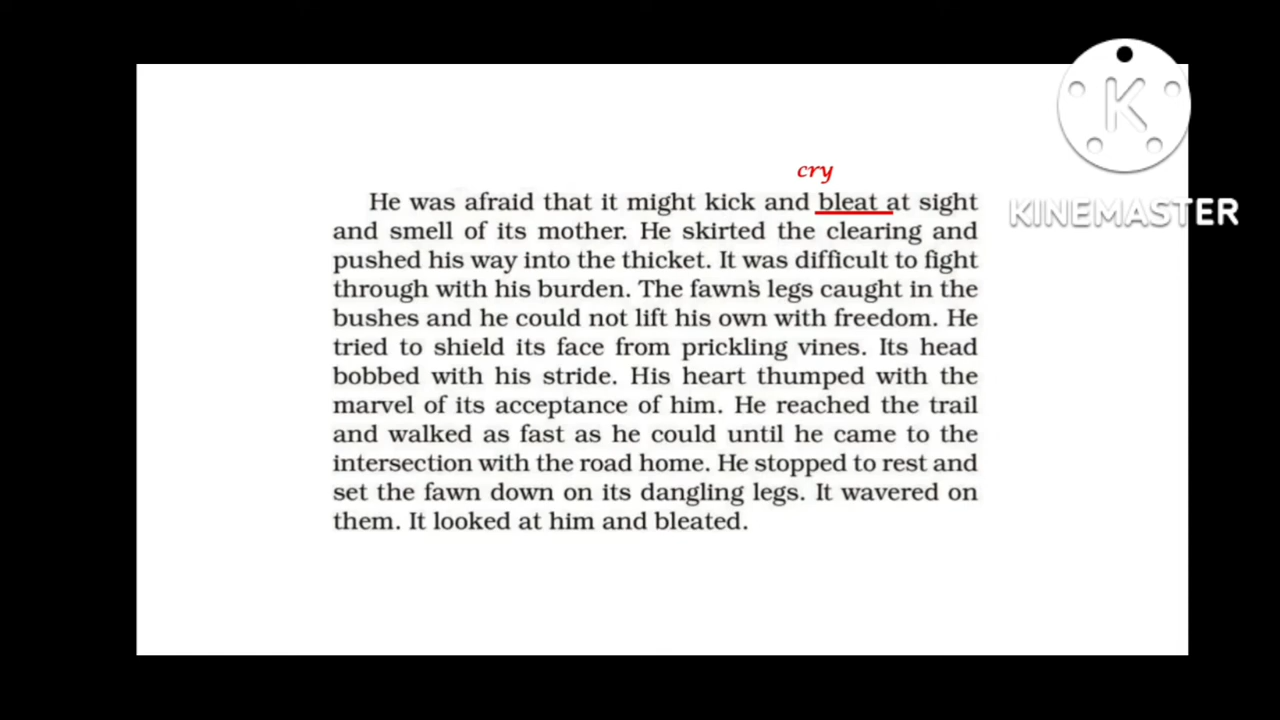 cry
He was afraid that it might kick and bleat at sight
and smell of its mother. He skirted the clearing and
pushed his way into the thicket. It was difficult to fight
through with his burden. The fawn's legs caught in the
bushes and he could not lift his own with freedom. He
tried to shield its face from prickling vines. Its head
bobbed with his stride. His heart thumped with the
marvel of its acceptance of him. He reached the trail
and walked as fast as he could until he came to the
intersection with the road home. He stopped to rest and
set the fawn down on its dangling legs. It wavered on
them. It looked at him and bleated.
K
KINEMASTER